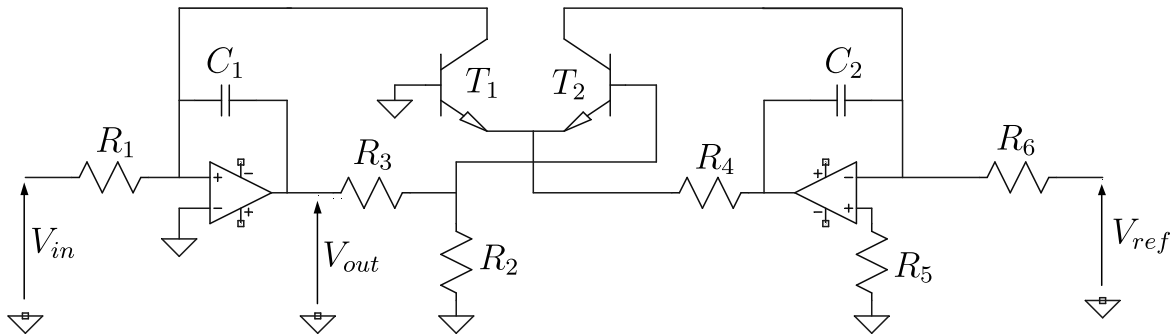 C1
T1
T2
C2
R1
R3
R4
R6
+
−
−
+
−
+
−
+
Vin
Vout
R2
R5
Vref